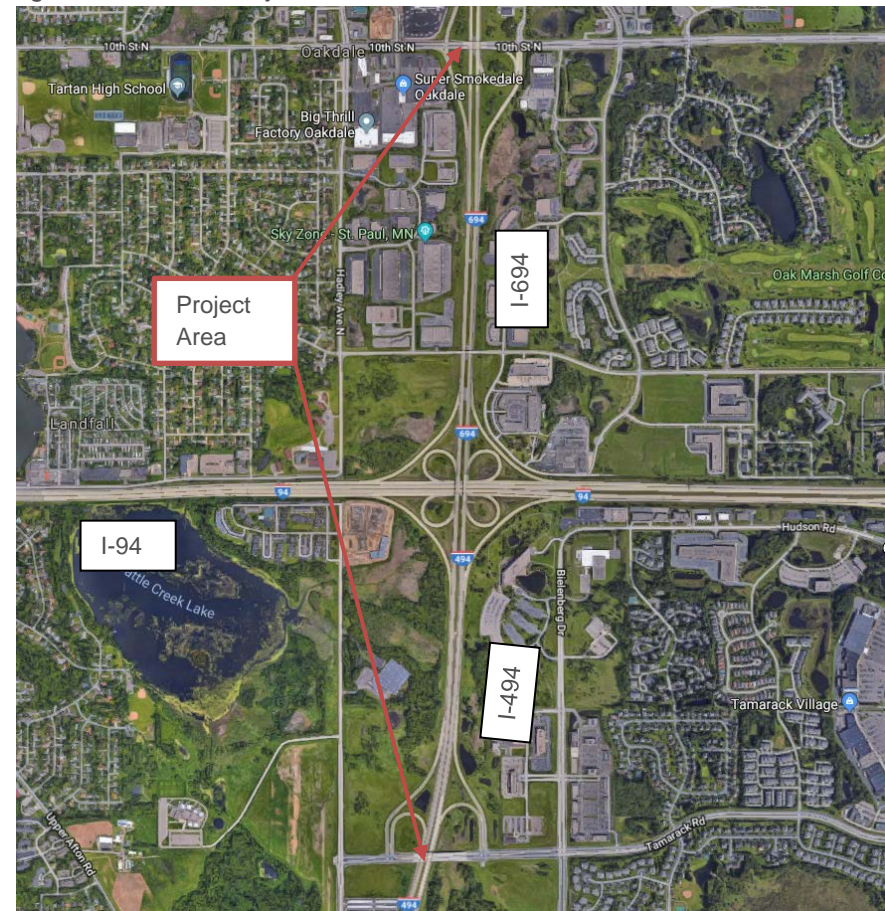 10th St N
Oakdale
10th St N
10th St N
Tartan High School
Super Smokedale
Oakdale
Big Thrill
Factory Oakdale
694
Sky Zone - St. Paul, MN
I-694
Hadley Ave N
Oak Marsh Golf Co
Project
Area
Landfall
694
94
94
I-94
Hudson Rd
494
Battle Creek Lake
Bielenberg Dr
I-494
Tamarack Village
Upper Afton Rd
Tamarack Rd
494